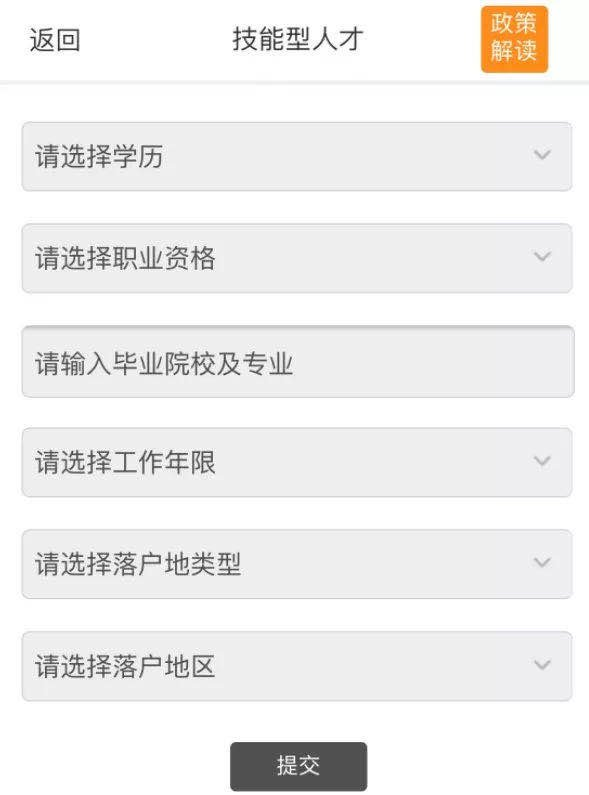 返回
技能型人才
政策
解读
请选择学历
请选择职业资格
请输入毕业院校及专业
请选择工作年限
请选择落户地类型
请选择落户地区
提交